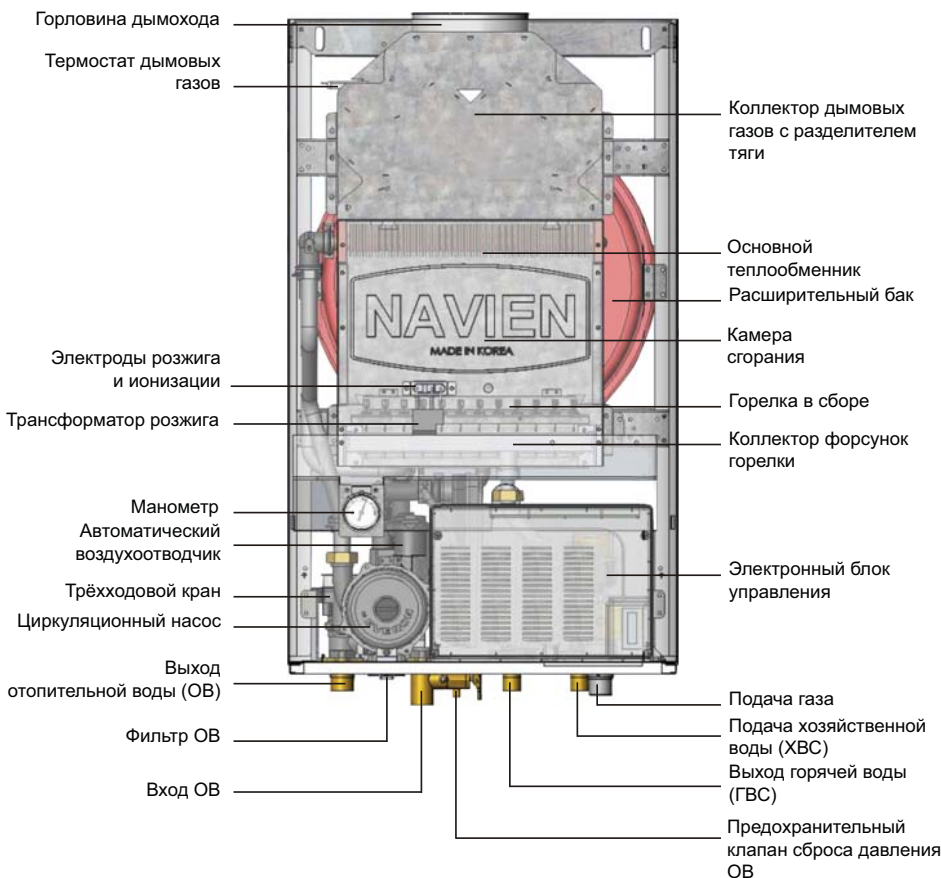 Горловина дымохода
Термостат дымовых
газов
Коллектор дымовых
газов с разделителем
тяги
Основной
теплообменник
Расширительный бак
NAVIEN
MADE IN KOREA
Камера
сгорания
Электроды розжига
и ионизации
Горелка в сборе
Трансформатор розжига
Коллектор форсунок
горелки
Манометр
Автоматический
воздухоотводчик
Электронный блок
управления
Трёхходовой кран
Циркуляционный насос
Выход
отопительной воды (ОВ)
Фильтр ОВ
Вход ОВ
Подача газа
Подача хозяйственной
воды (ХВС)
Выход горячей воды
(ГВС)
Предохранительный
клапан сброса давления
ОВ